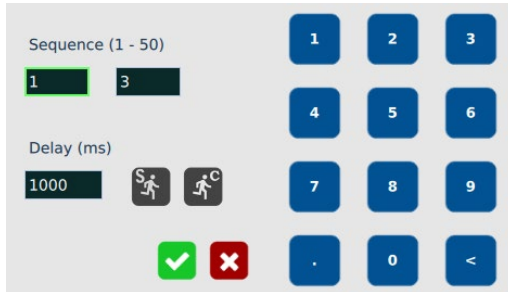 Sequence (1 - 50)
1 3
Delay (ms)
1000 S C
1 2 3
4 5 6
7 8 9
. 0 <